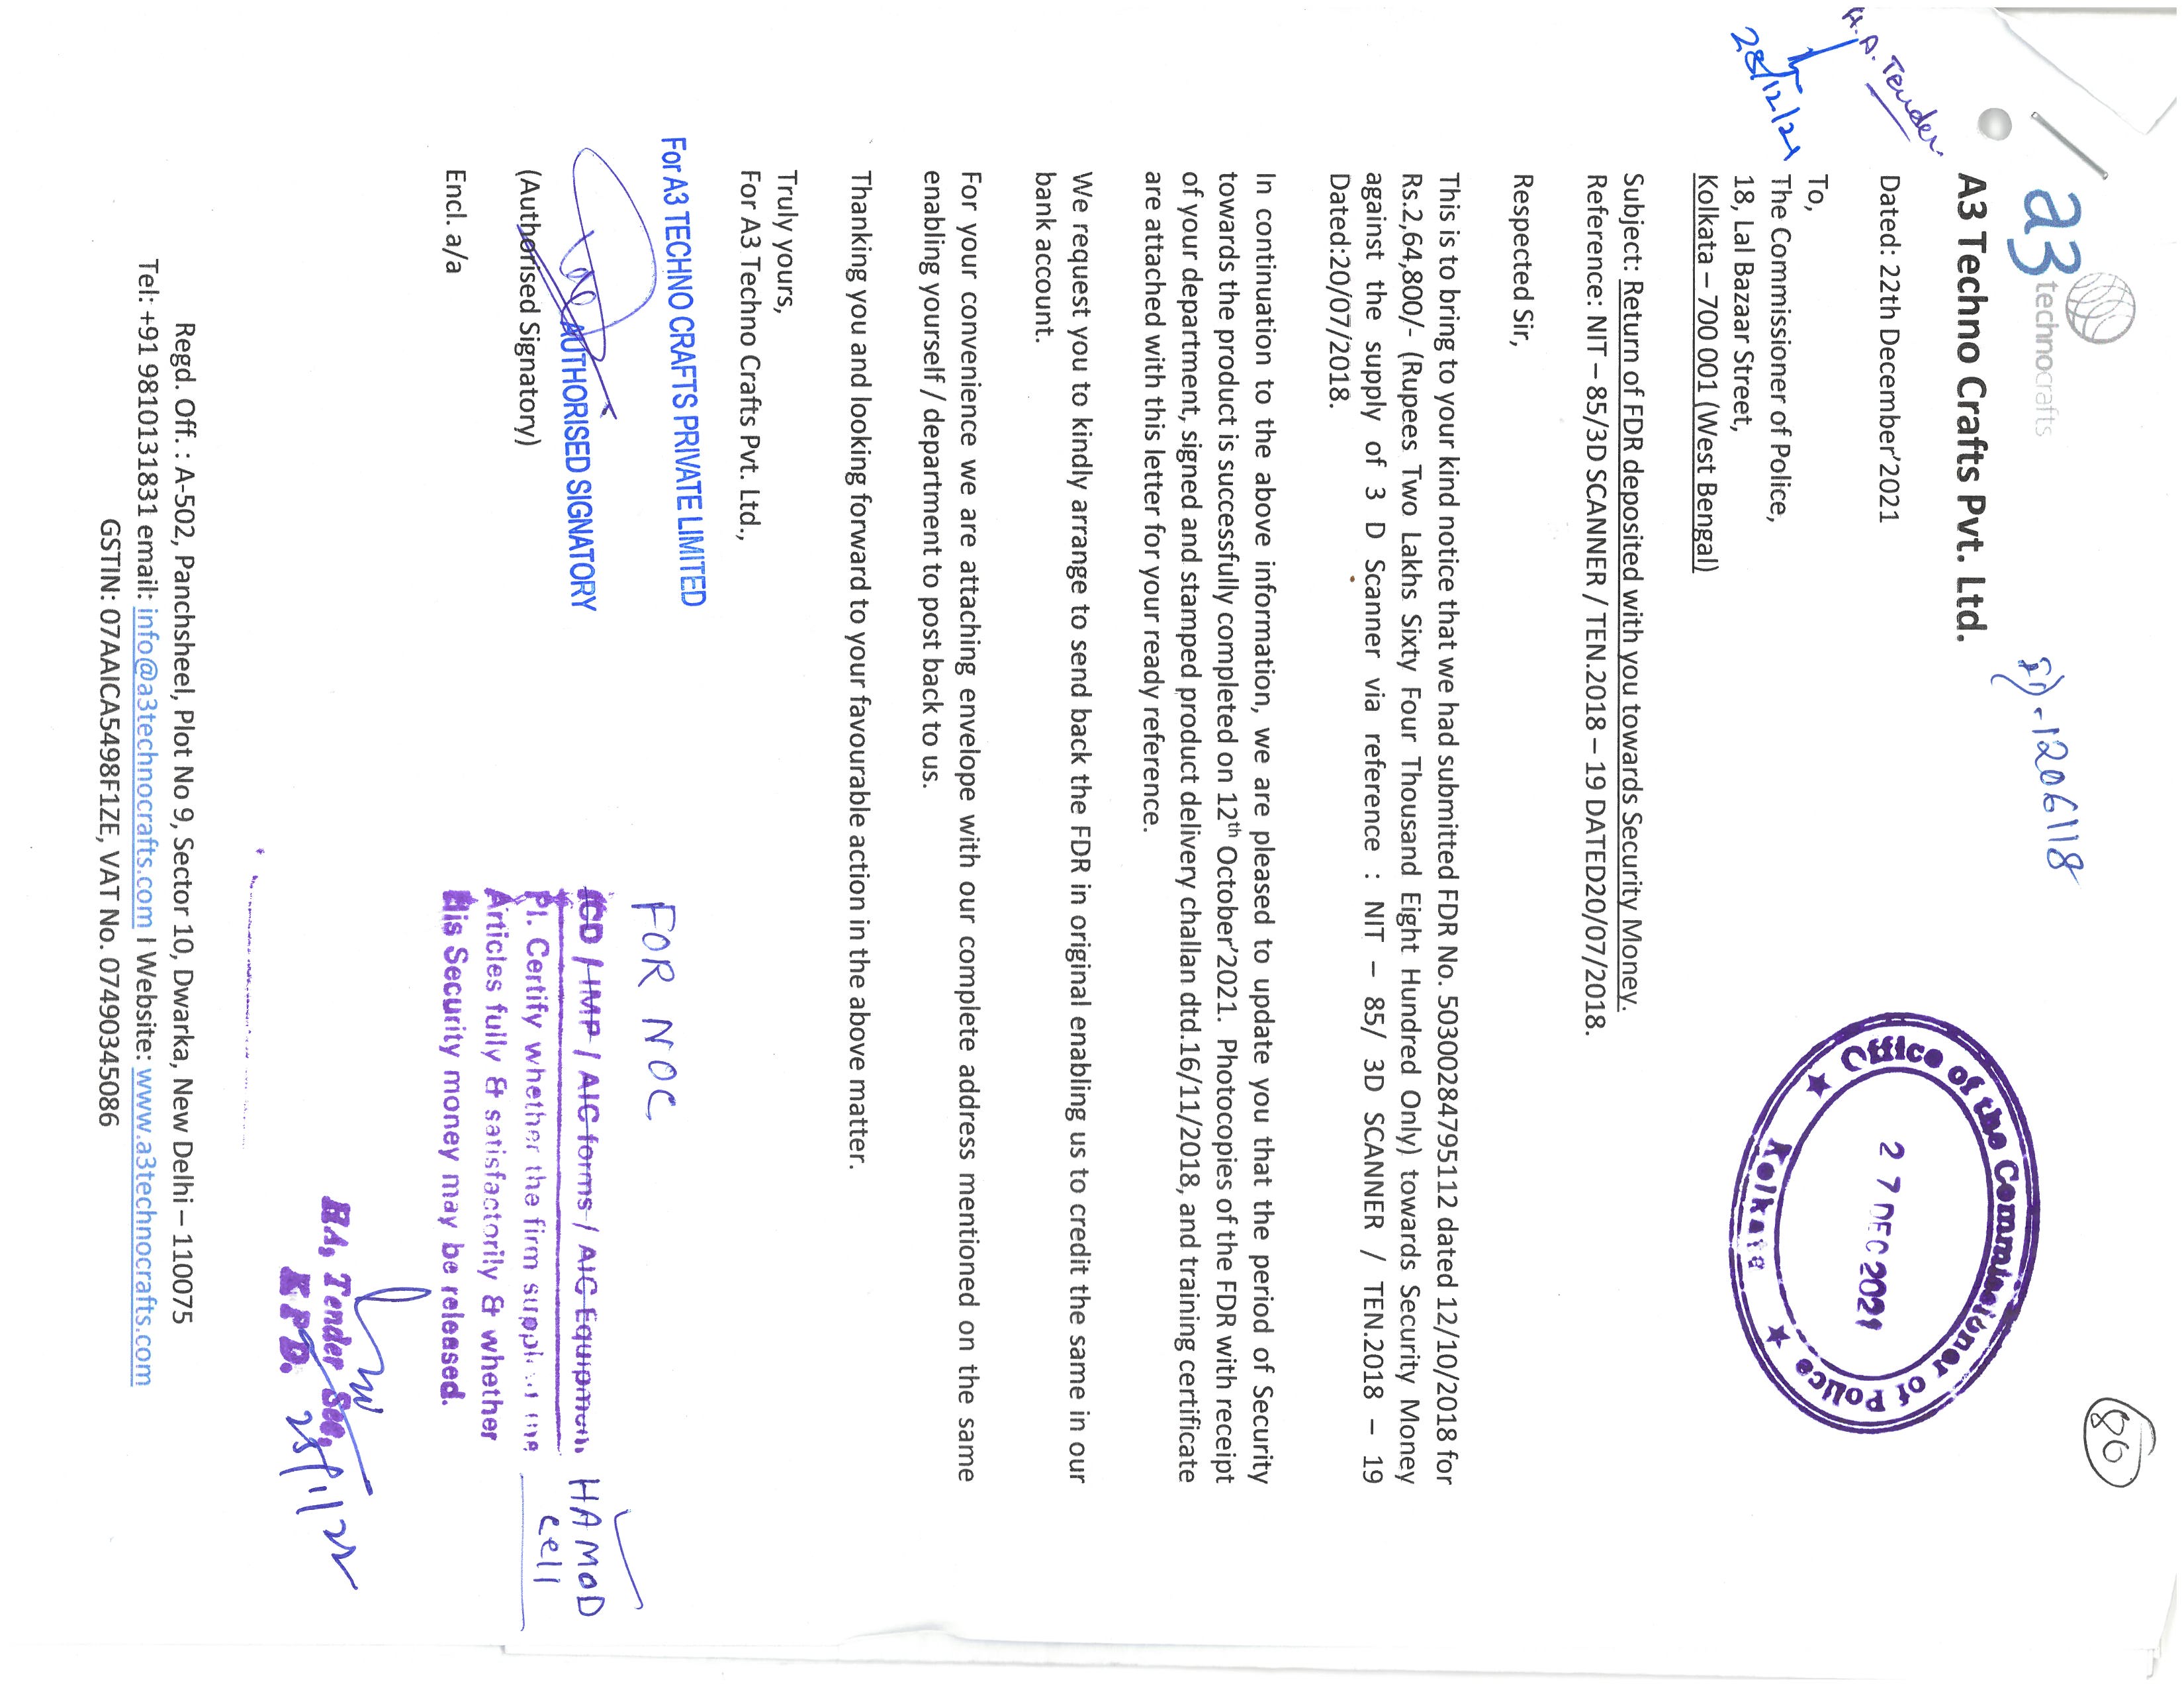 86
a3 technocrafts
-1206118
Office of the Commissioner of Police
27 DEC 2021
Kolkata
A3 Techno Crafts Pvt. Ltd.
H.A. Tender
28/12/21
Dated: 22th December'2021
To,
The Commissioner of Police,
18, Lal Bazaar Street,
Kolkata – 700 001 (West Bengal)
Subject: Return of FDR deposited with you towards Security Money.
Reference: NIT – 85/3D SCANNER / TEN.2018 – 19 DATED20/07/2018.
Respected Sir,
This is to bring to your kind notice that we had submitted FDR No. 50300284795112 dated 12/10/2018 for
Rs.2,64,800/- (Rupees Two Lakhs Sixty Four Thousand Eight Hundred Only) towards Security Money
against the supply of 3 D Scanner via reference : NIT – 85/ 3D SCANNER / TEN.2018 – 19
Dated:20/07/2018.
In continuation to the above information, we are pleased to update you that the period of Security
towards the product is successfully completed on 12th October'2021. Photocopies of the FDR with receipt
of your department, signed and stamped product delivery challan dtd.16/11/2018, and training certificate
are attached with this letter for your ready reference.
We request you to kindly arrange to send back the FDR in original enabling us to credit the same in our
bank account.
For your convenience we are attaching envelope with our complete address mentioned on the same
enabling yourself / department to post back to us.
Thanking you and looking forward to your favourable action in the above matter.
Truly yours,
For A3 Techno Crafts Pvt. Ltd.,
For A3 TECHNO CRAFTS PRIVATE LIMITED
AUTHORISED SIGNATORY
(Authorised Signatory)
Encl. a/a
FOR NOC
/ IMP / AIC forms / AIC Equipmen.
HA MOD
cell
Pl. Certify whether the firm supplied the
Articles fully & satisfactorily & whether
His Security money may be released.
HA, Tender Sec,
K P D.
25/1/22
Regd. Off. : A-502, Panchsheel, Plot No 9, Sector 10, Dwarka, New Delhi – 110075
Tel: +91 9810131831 email: info@a3technocrafts.com I Website: www.a3technocrafts.com
GSTIN: 07AAICA5498F1ZE, VAT No. 07490345086